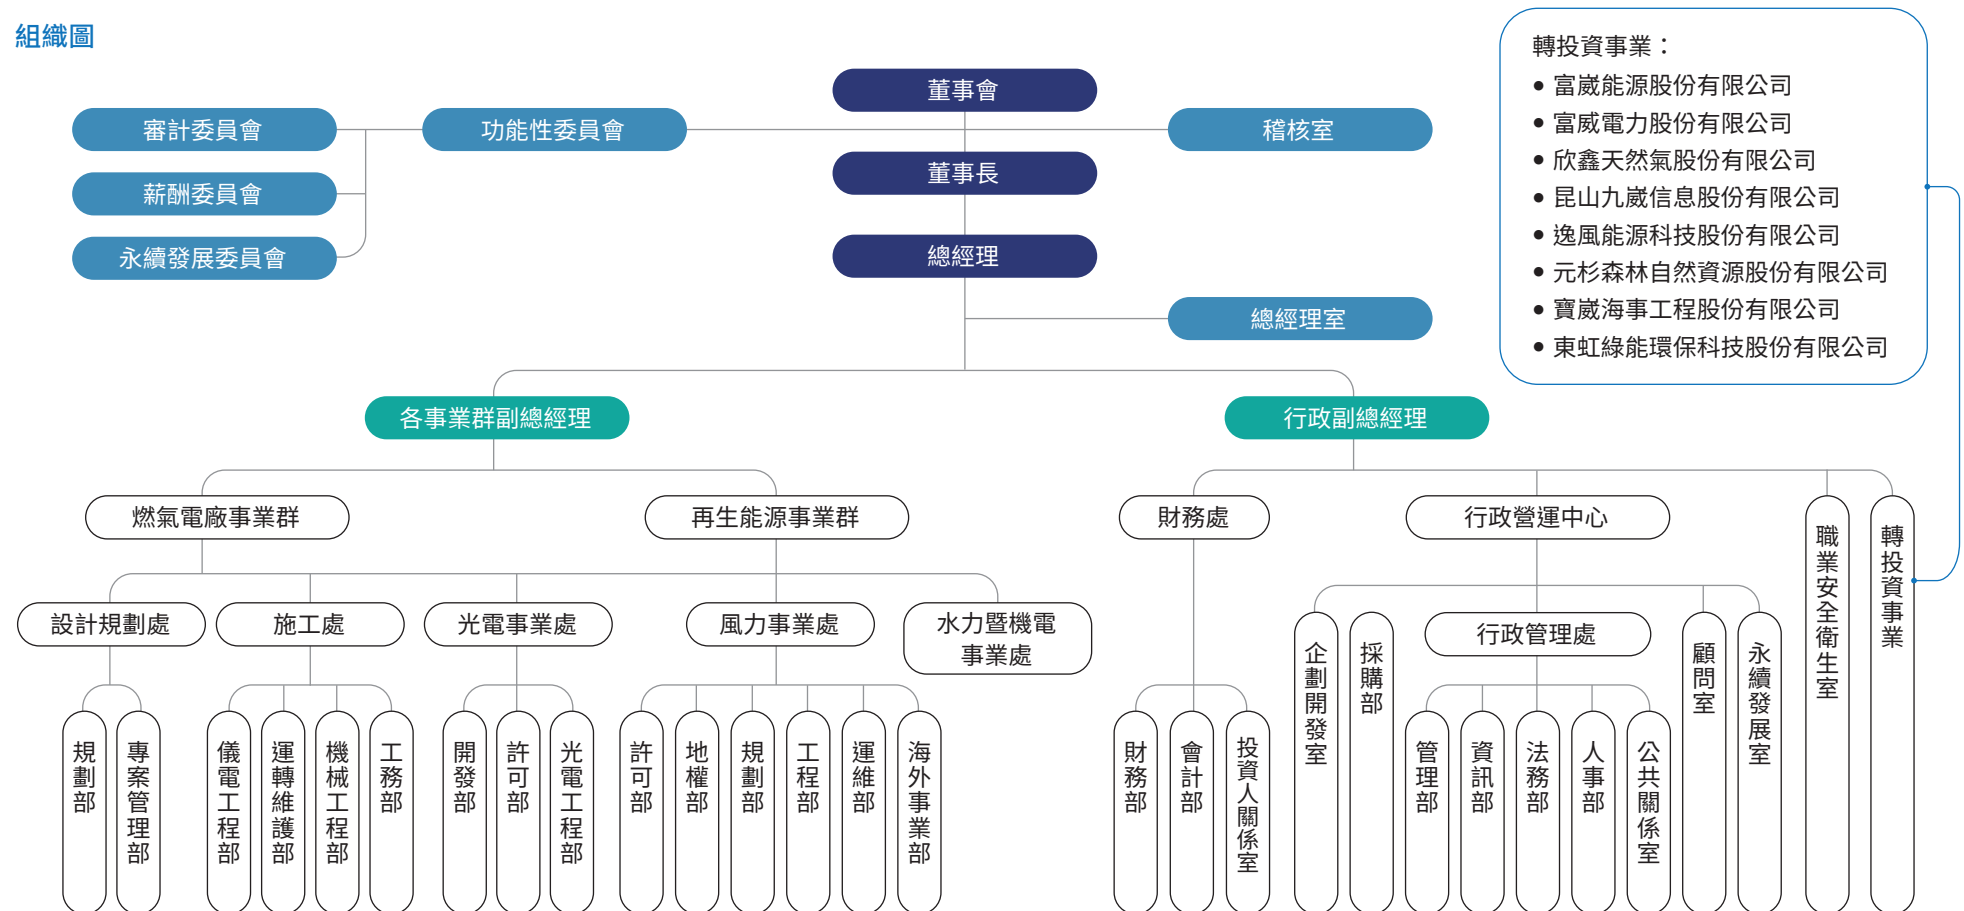 組織圖
董事會
審計委員會
功能性委員會
稽核室
董事長
薪酬委員會
總經理
永續發展委員會
總經理室
轉投資事業：
• 富崴能源股份有限公司
• 富威電力股份有限公司
• 欣鑫天然氣股份有限公司
• 昆山九崴信息股份有限公司
• 逸風能源科技股份有限公司
• 元杉森林自然資源股份有限公司
• 寶崴海事工程股份有限公司
• 東虹綠能環保科技股份有限公司
各事業群副總經理
行政副總經理
燃氣電廠事業群
再生能源事業群
財務處
行政營運中心
職業安全衛生室
轉投資事業
設計規劃處
施工處
光電事業處
風力事業處
水力暨機電
事業處
企劃開發室
採購部
行政管理處
顧問室
永續發展室
規劃部
專案管理部
儀電工程部
運轉維護部
機械工程部
工務部
開發部
許可部
光電工程部
許可部
地權部
規劃部
工程部
運維部
海外事業部
財務部
會計部
投資人關係室
管理部
資訊部
法務部
人事部
公共關係室